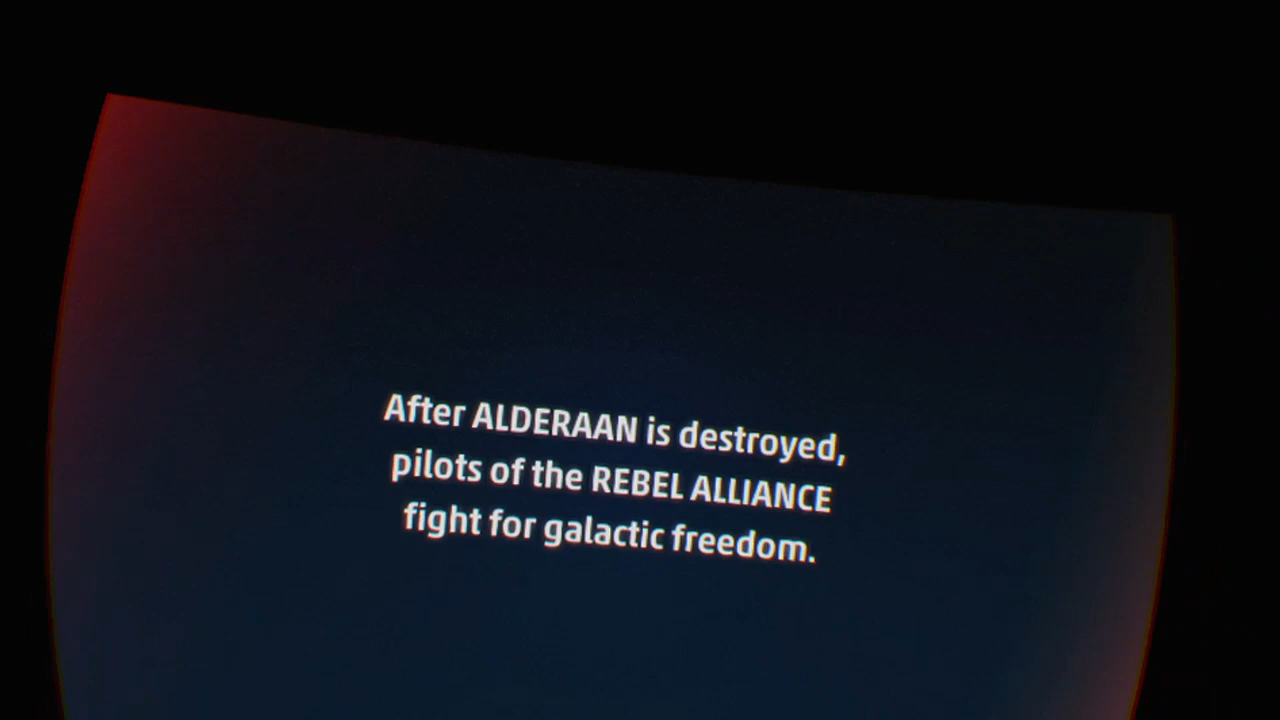 After ALDERAAN is destroyed,
pilots of the REBEL ALLIANCE
fight for galactic freedom.